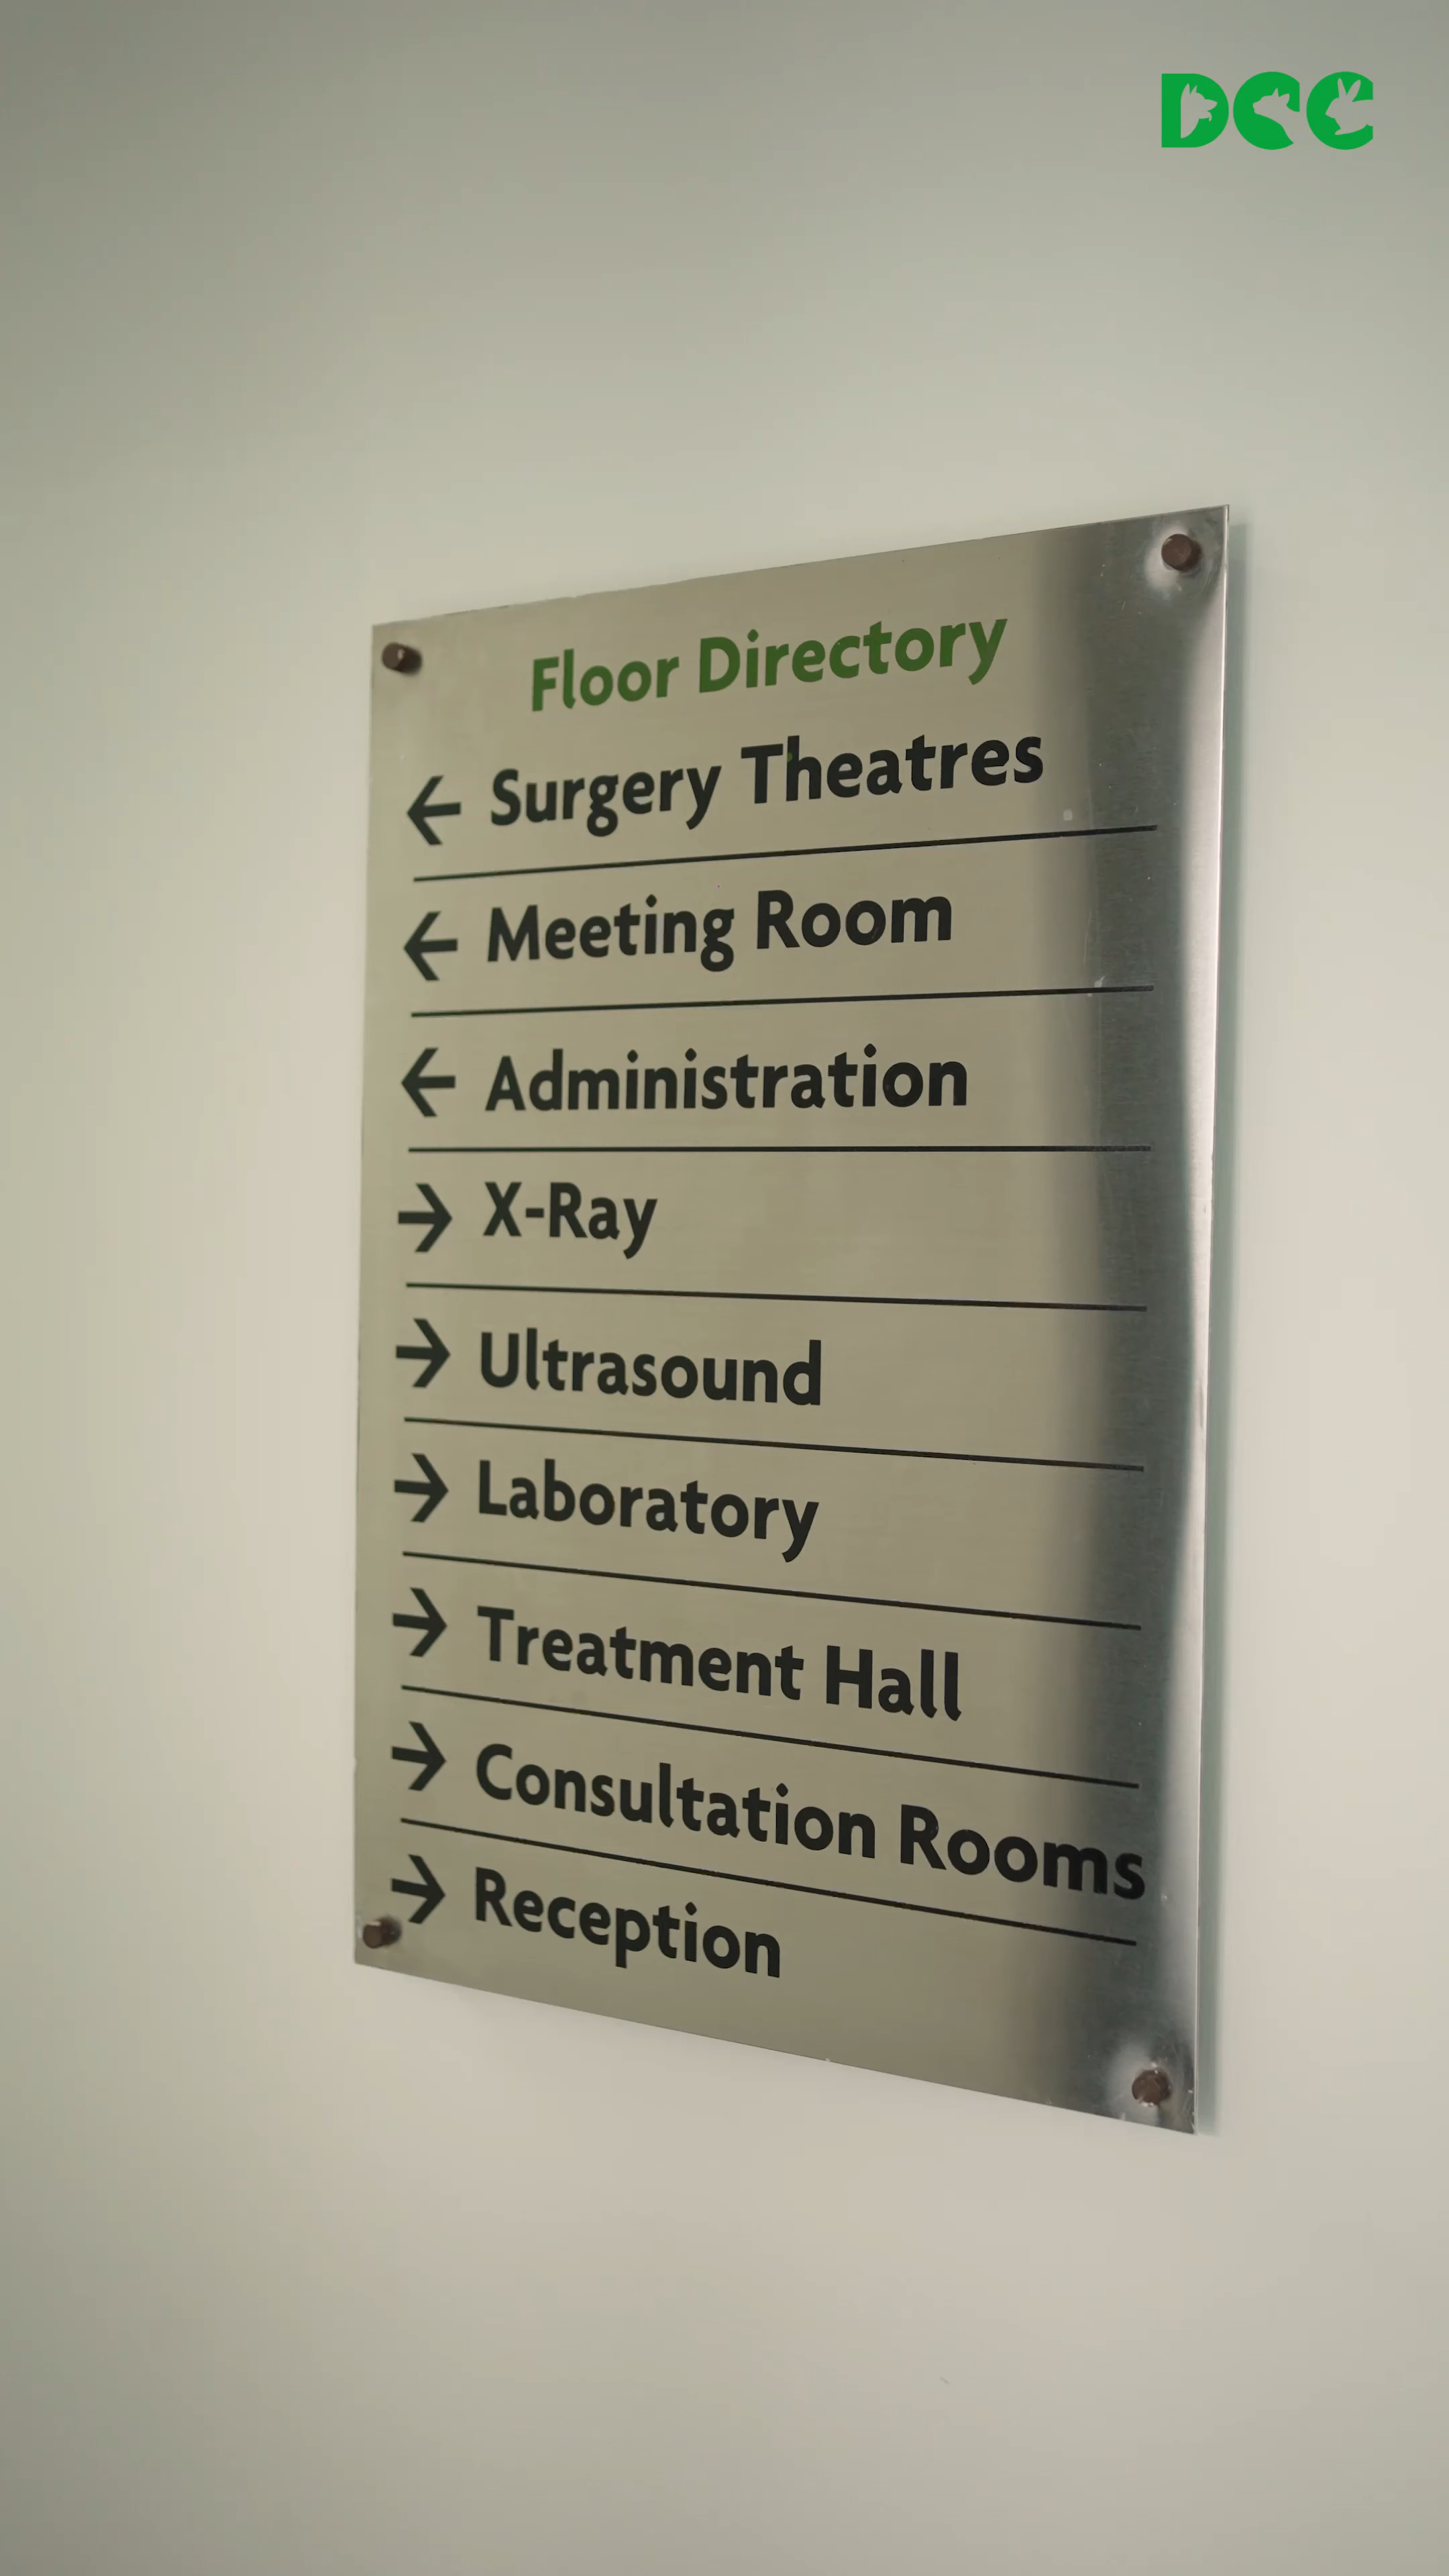 DCC
Floor Directory
← Surgery Theatres
← Meeting Room
← Administration
→ X-Ray
→ Ultrasound
→ Laboratory
→ Treatment Hall
→ Consultation Rooms
→ Reception